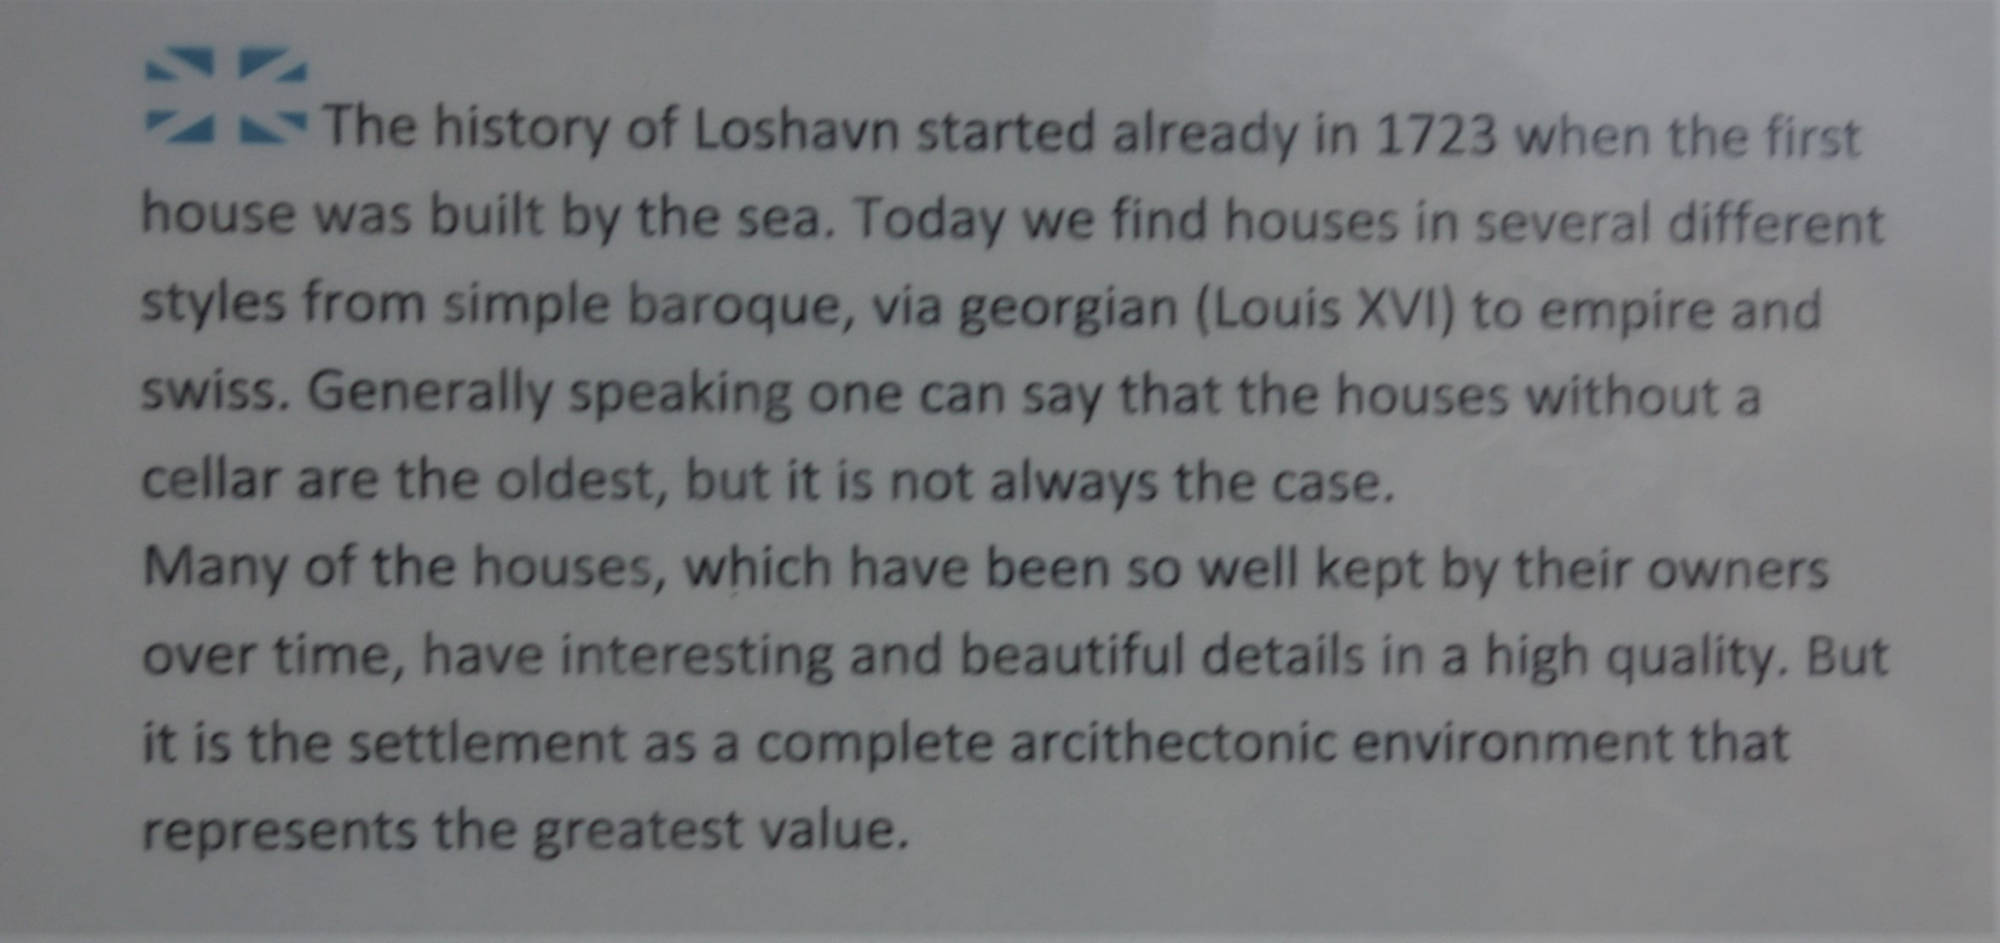 The history of Loshavn started already in 1723 when the first
house was built by the sea. Today we find houses in several different
styles from simple baroque, via georgian (Louis XVI) to empire and
swiss. Generally speaking one can say that the houses without a
cellar are the oldest, but it is not always the case.
Many of the houses, which have been so well kept by their owners
over time, have interesting and beautiful details in a high quality. But
it is the settlement as a complete arcithectonic environment that
represents the greatest value.